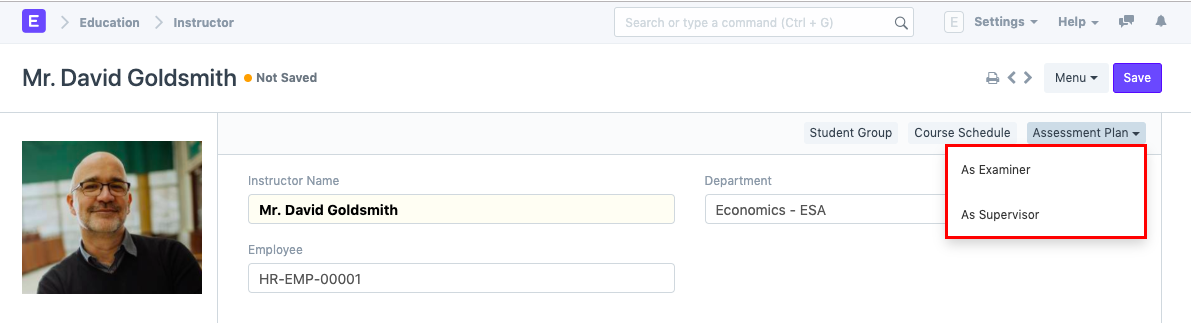 E Education Instructor Search or type a command (Ctrl + G) E Settings Help
Mr. David Goldsmith Not Saved Menu Save
Student Group Course Schedule Assessment Plan
As Examiner
As Supervisor
Instructor Name Department
Mr. David Goldsmith Economics - ESA
Employee
HR-EMP-00001